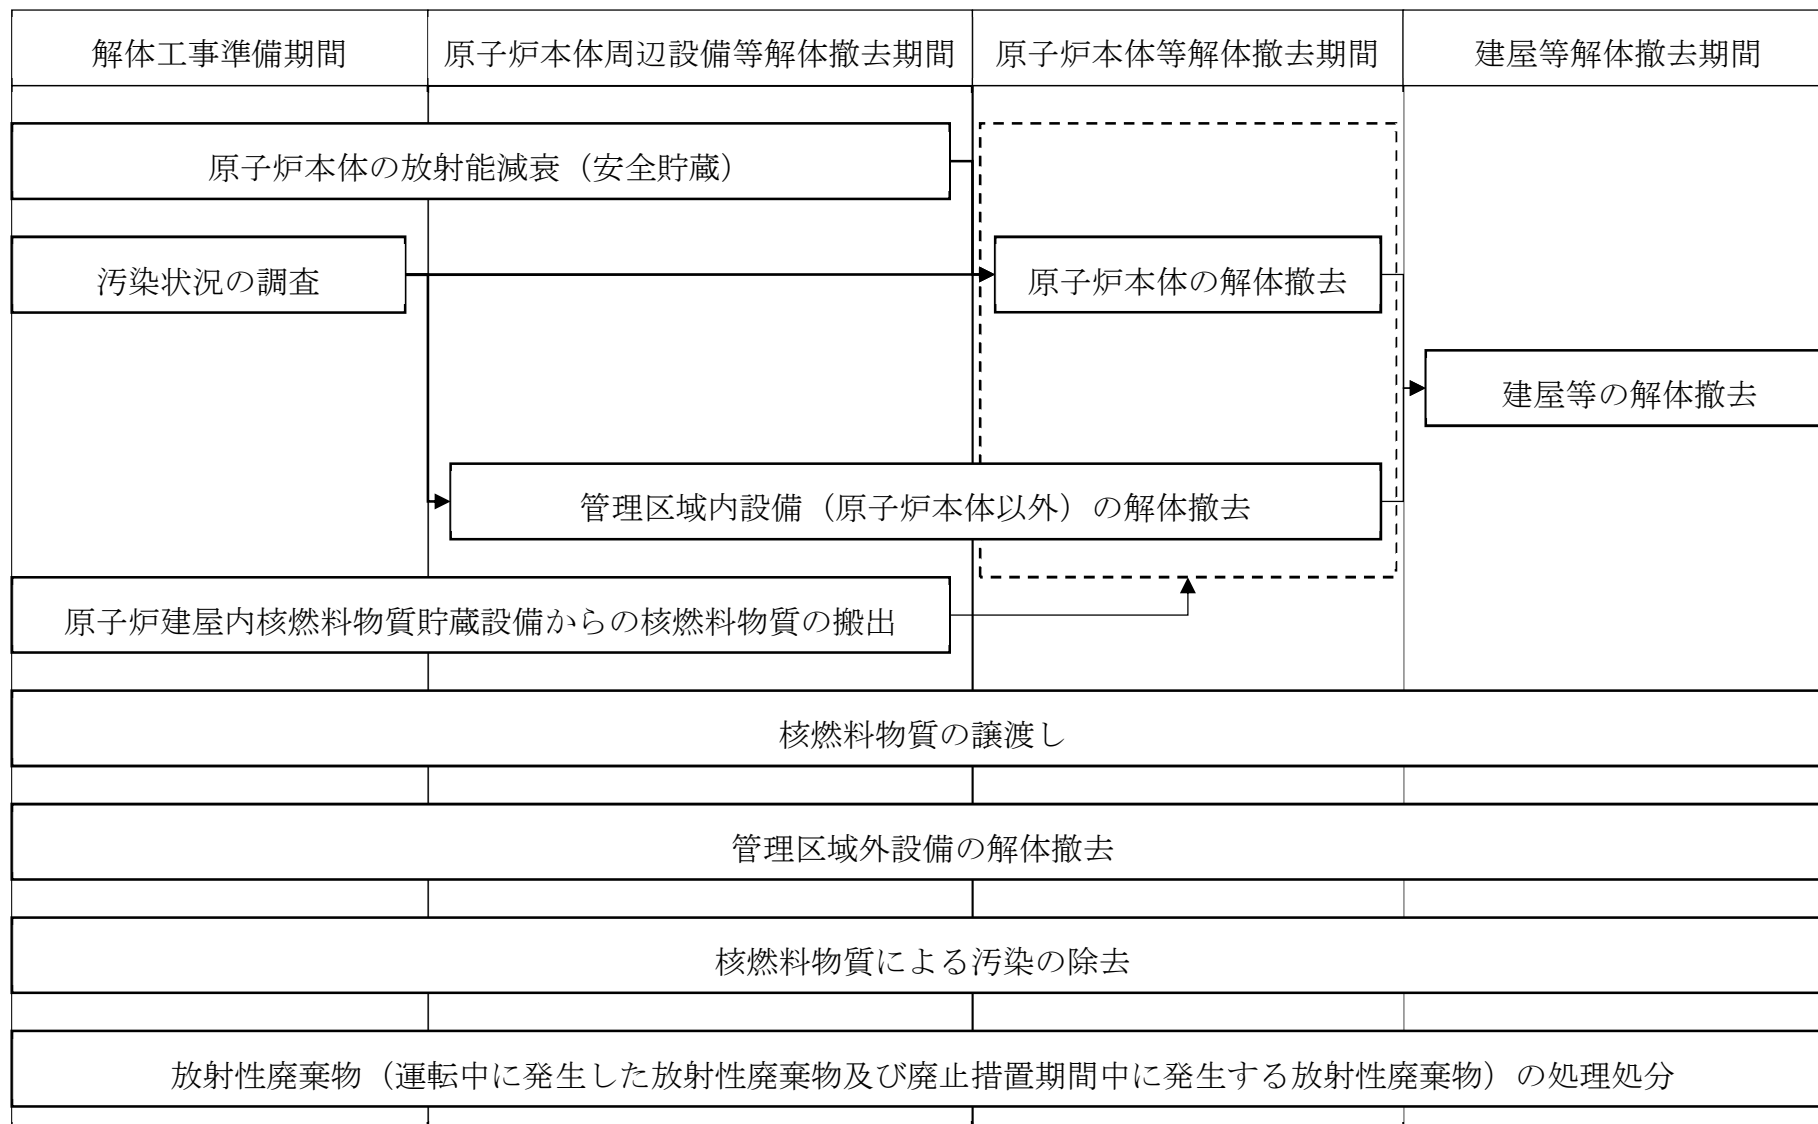 解体工事準備期間
原子炉本体周辺設備等解体撤去期間
原子炉本体等解体撤去期間
建屋等解体撤去期間
原子炉本体の放射能減衰（安全貯蔵）
汚染状況の調査
原子炉本体の解体撤去
建屋等の解体撤去
管理区域内設備（原子炉本体以外）の解体撤去
原子炉建屋内核燃料物質貯蔵設備からの核燃料物質の搬出
核燃料物質の譲渡し
管理区域外設備の解体撤去
核燃料物質による汚染の除去
放射性廃棄物（運転中に発生した放射性廃棄物及び廃止措置期間中に発生する放射性廃棄物）の処理処分